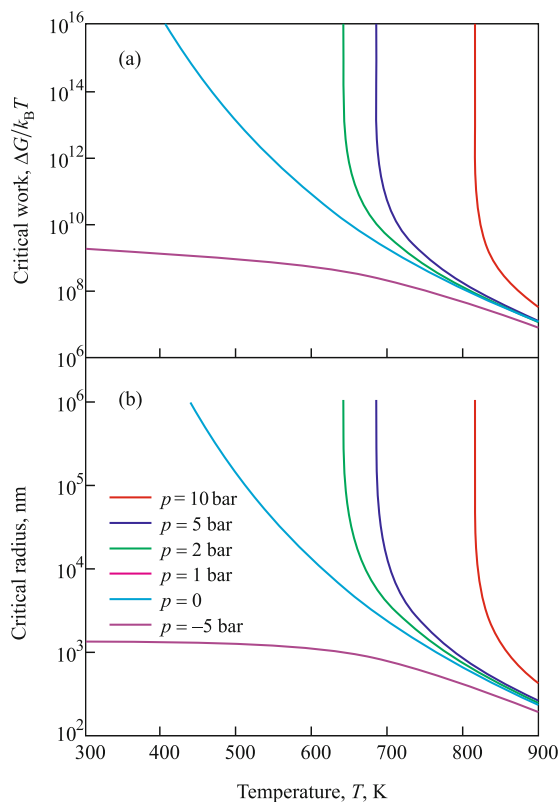 10^16
(a)
10^14
10^12
10^10
10^8
10^6
Critical work, ΔG/k_BT
10^6
(b)
10^5
10^4
10^3
10^2
Critical radius, nm
p = 10 bar
p = 5 bar
p = 2 bar
p = 1 bar
p = 0
p = –5 bar
300 400 500 600 700 800 900
Temperature, T, K